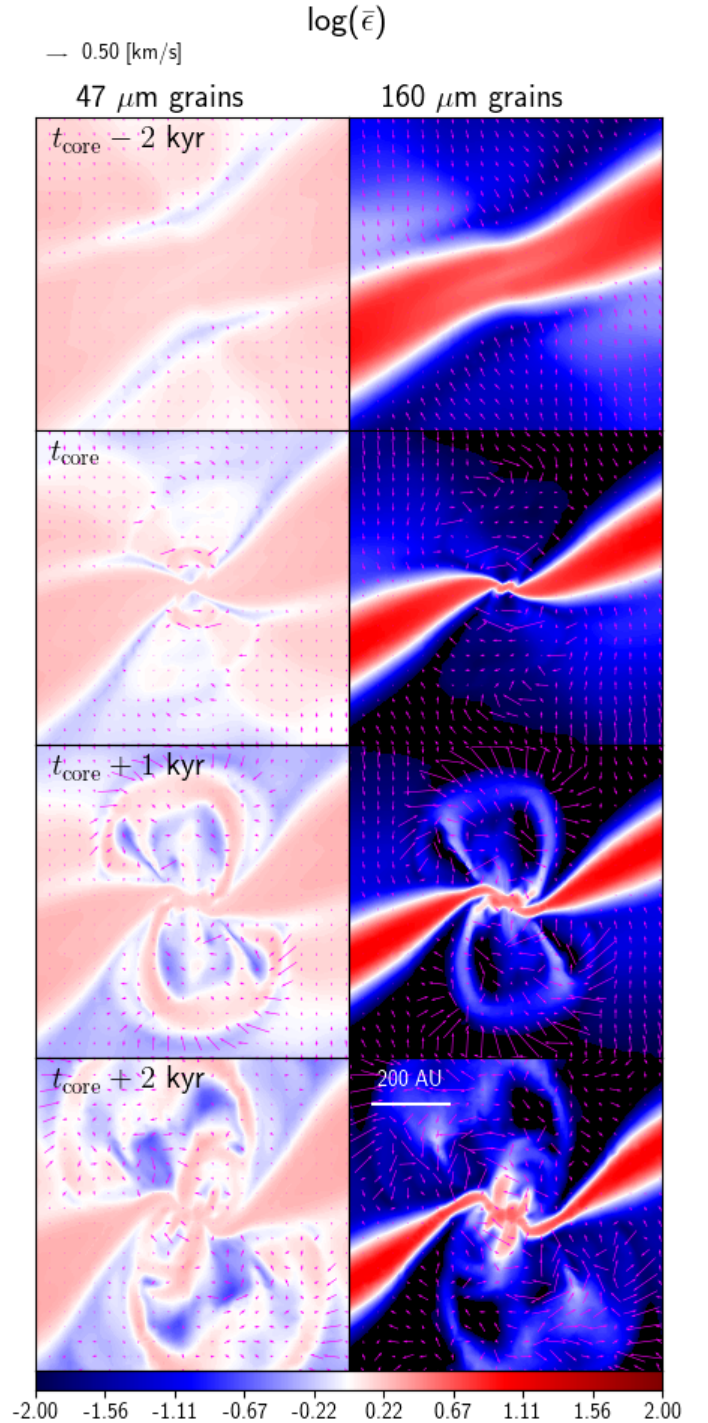 log(ε̄)
0.50 [km/s]
47 μm grains 160 μm grains
t_core − 2 kyr
t_core
t_core + 1 kyr
t_core + 2 kyr
200 AU
-2.00 -1.56 -1.11 -0.67 -0.22 0.22 0.67 1.11 1.56 2.00